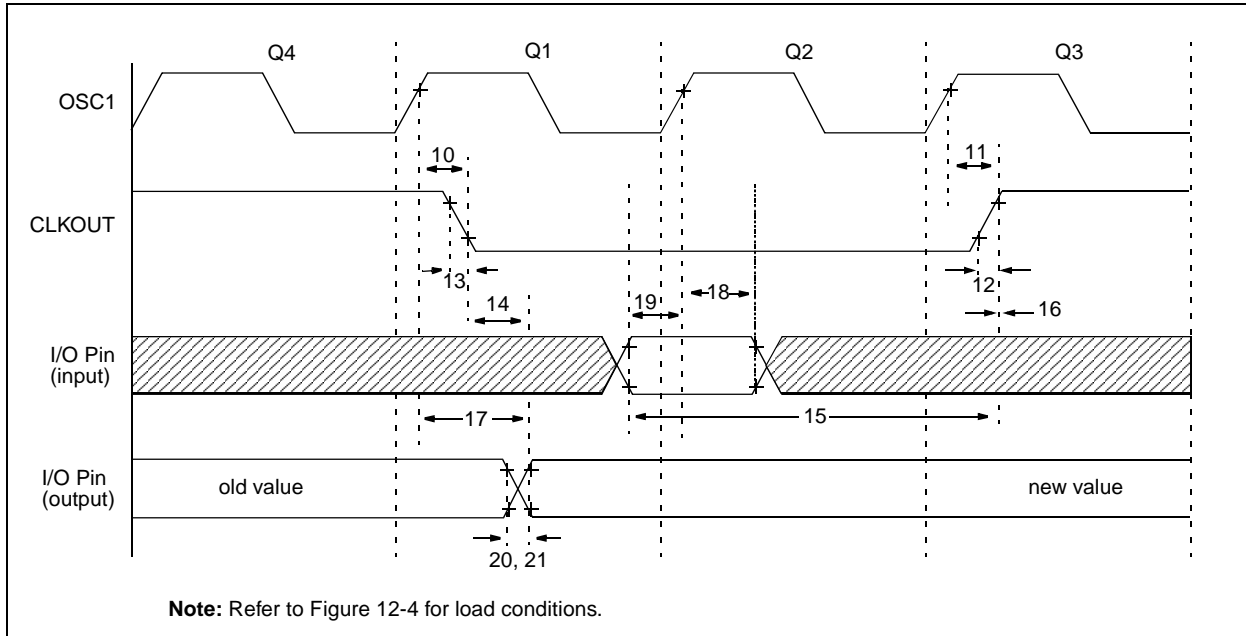 Q4 Q1 Q2 Q3
OSC1
10 11
CLKOUT
13 12
14 19 18 16
I/O Pin
(input)
17 15
I/O Pin
(output)
old value new value
20, 21
Note: Refer to Figure 12-4 for load conditions.